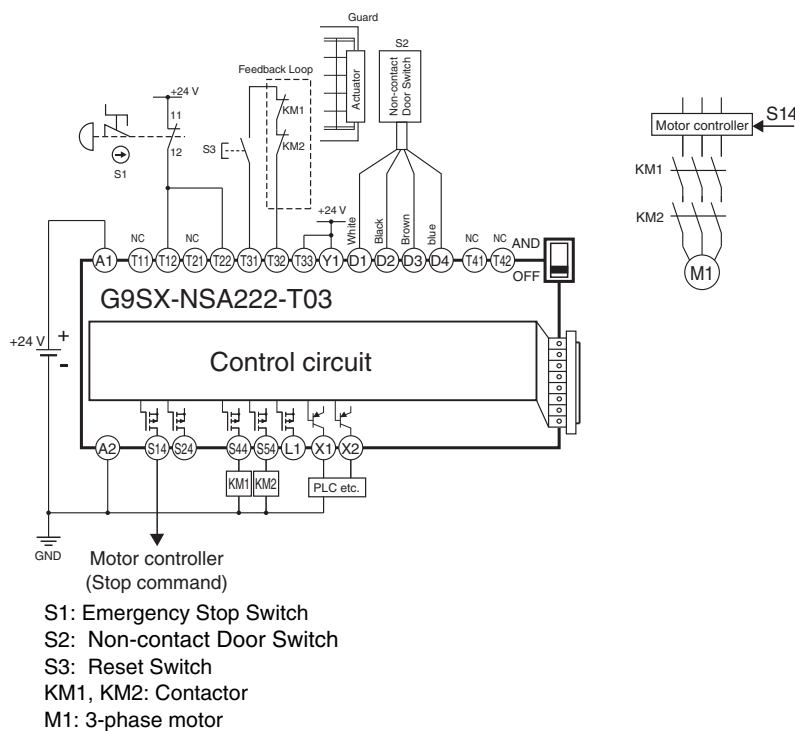 Guard
S2
Feedback Loop
Actuator
Non-contact
Door Switch
+24 V
11
12
S1
S3
KM1
KM2
+24 V
White
Black
Brown
blue
S14
Motor controller
KM1
KM2
M1
NC NC NC NC
A1 T11 T12 T21 T22 T31 T32 T33 Y1 D1 D2 D3 D4 T41 T42
AND
OFF
G9SX-NSA222-T03
+24 V
+
-
Control circuit
A2 S14 S24 S44 S54 L1 X1 X2
KM1 KM2 PLC etc.
GND
Motor controller
(Stop command)
S1: Emergency Stop Switch
S2: Non-contact Door Switch
S3: Reset Switch
KM1, KM2: Contactor
M1: 3-phase motor